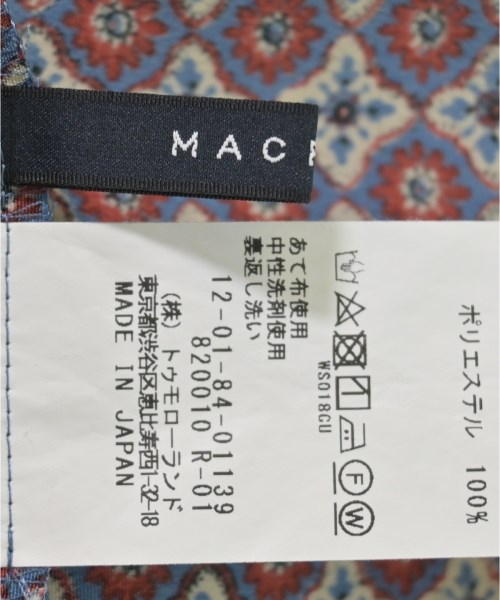 MAC
ポリエステル 100%
WS018GU
F W
あて布使用
中性洗剤使用
裏返し洗い
12-01-84-01139
820010 R-01
(株) トゥモローランド
東京都渋谷区恵比寿西1-32-18
MADE IN JAPAN